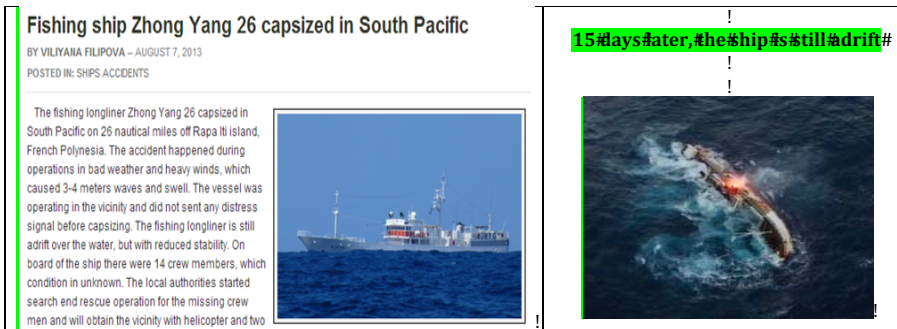 Fishing ship Zhong Yang 26 capsized in South Pacific
BY VILIYANA FILIPOVA – AUGUST 7, 2013
POSTED IN: SHIPS ACCIDENTS
The fishing longliner Zhong Yang 26 capsized in
South Pacific on 26 nautical miles off Rapa Iti island,
French Polynesia. The accident happened during
operations in bad weather and heavy winds, which
caused 3-4 meters waves and swell. The vessel was
operating in the vicinity and did not sent any distress
signal before capsizing. The fishing longliner is still
adrift over the water, but with reduced stability. On
board of the ship there were 14 crew members, which
condition in unknown. The local authorities started
search end rescue operation for the missing crew
men and will obtain the vicinity with helicopter and two
!
!
15#days#later,#the#ship#is#still#adrift#
!
!
!